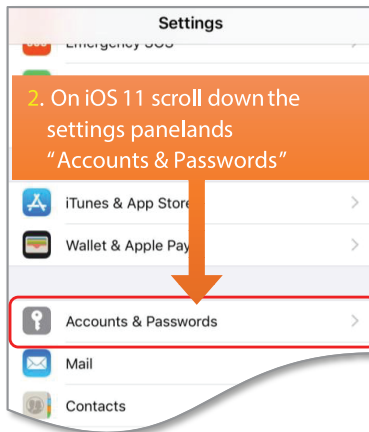 Settings
Emergency SOS
2. On iOS 11 scroll down the
settings panelands
"Accounts & Passwords"
iTunes & App Store
Wallet & Apple Pay
Accounts & Passwords
Mail
Contacts